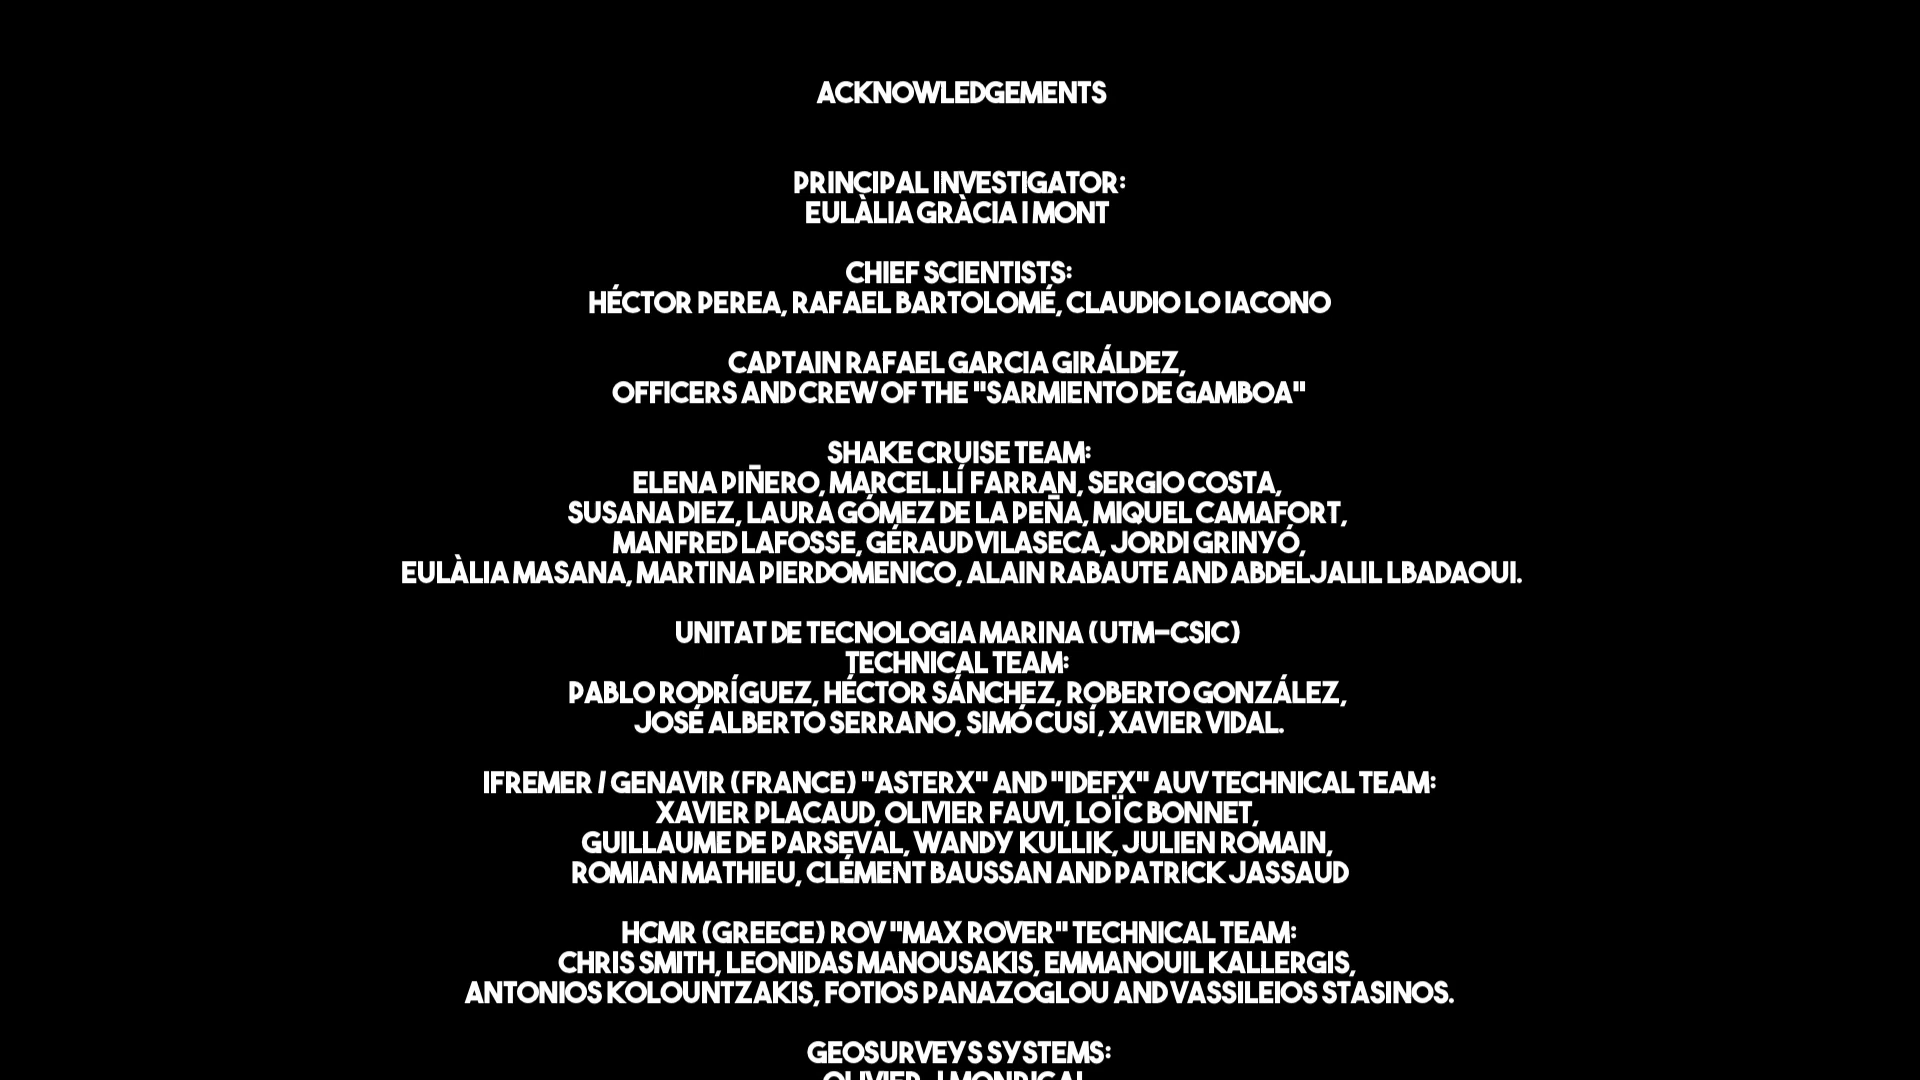 ACKNOWLEDGEMENTS
PRINCIPAL INVESTIGATOR:
EULÀLIA GRÀCIA I MONT
CHIEF SCIENTISTS:
HÉCTOR PEREA, RAFAEL BARTOLOMÉ, CLAUDIO LO IACONO
CAPTAIN RAFAEL GARCIA GIRÁLDEZ,
OFFICERS AND CREW OF THE "SARMIENTO DE GAMBOA"
SHAKE CRUISE TEAM:
ELENA PIÑERO, MARCEL.LÍ FARRAN, SERGIO COSTA,
SUSANA DIEZ, LAURA GÓMEZ DE LA PEÑA, MIQUEL CAMAFORT,
MANFRED LAFOSSE, GÉRAUD VILASECA, JORDI GRINYÓ,
EULÀLIA MASANA, MARTINA PIERDOMENICO, ALAIN RABAUTE AND ABDELJALIL LBADAOUI.
UNITAT DE TECNOLOGIA MARINA (UTM-CSIC)
TECHNICAL TEAM:
PABLO RODRÍGUEZ, HÉCTOR SÁNCHEZ, ROBERTO GONZÁLEZ,
JOSÉ ALBERTO SERRANO, SIMÓ CUSÍ, XAVIER VIDAL.
IFREMER / GENAVIR (FRANCE) "ASTERX" AND "IDEFX" AUV TECHNICAL TEAM:
XAVIER PLACAUD, OLIVIER FAUVI, LOÏC BONNET,
GUILLAUME DE PARSEVAL, WANDY KULLIK, JULIEN ROMAIN,
ROMIAN MATHIEU, CLÉMENT BAUSSAN AND PATRICK JASSAUD
HCMR (GREECE) ROV "MAX ROVER" TECHNICAL TEAM:
CHRIS SMITH, LEONIDAS MANOUSAKIS, EMMANOUIL KALLERGIS,
ANTONIOS KOLOUNTZAKIS, FOTIOS PANAZOGLOU AND VASSILEIOS STASINOS.
GEOSURVEYS SYSTEMS:
OLIVIER